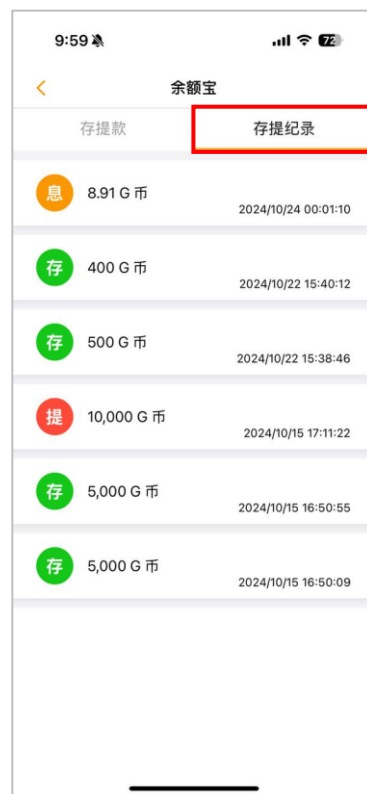 9:59
72
余额宝
存提款 存提纪录
息 8.91 G 币
2024/10/24 00:01:10
存 400 G 币
2024/10/22 15:40:12
存 500 G 币
2024/10/22 15:38:46
提 10,000 G 币
2024/10/15 17:11:22
存 5,000 G 币
2024/10/15 16:50:55
存 5,000 G 币
2024/10/15 16:50:09